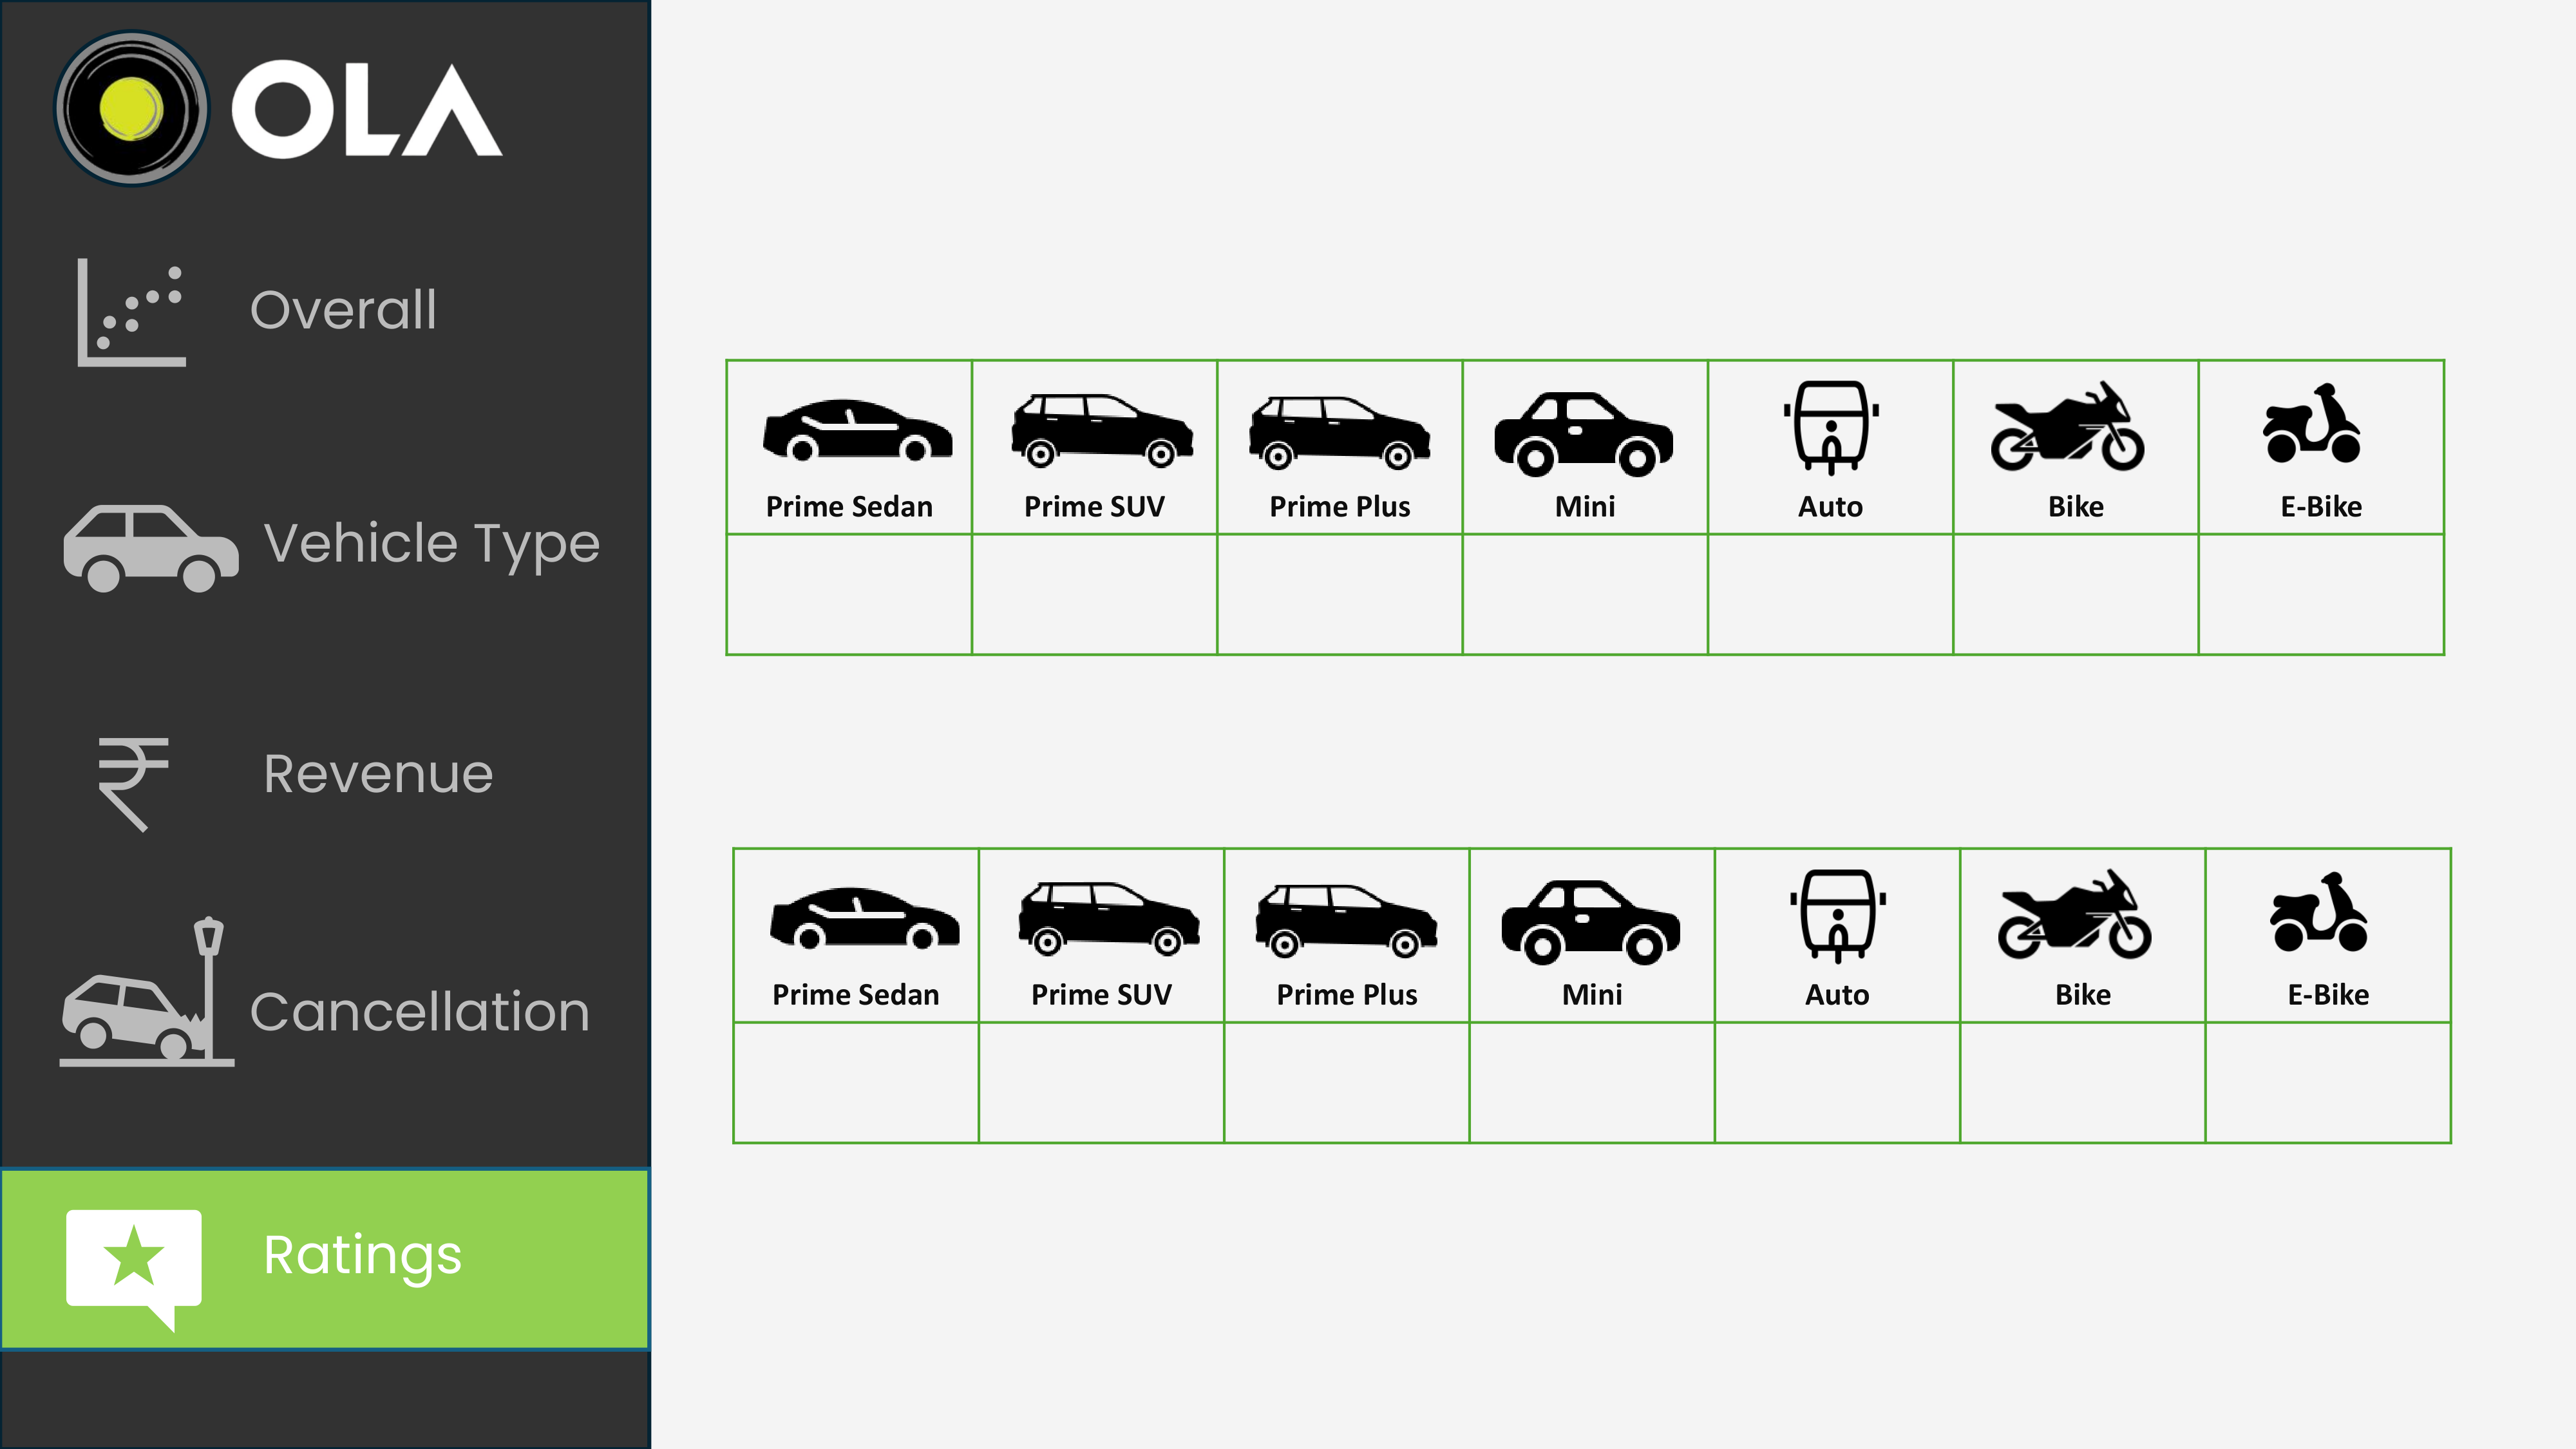 OLA
Overall
Vehicle Type
Revenue
Cancellation
Ratings
Prime Sedan Prime SUV Prime Plus Mini Auto Bike E-Bike
Prime Sedan Prime SUV Prime Plus Mini Auto Bike E-Bike